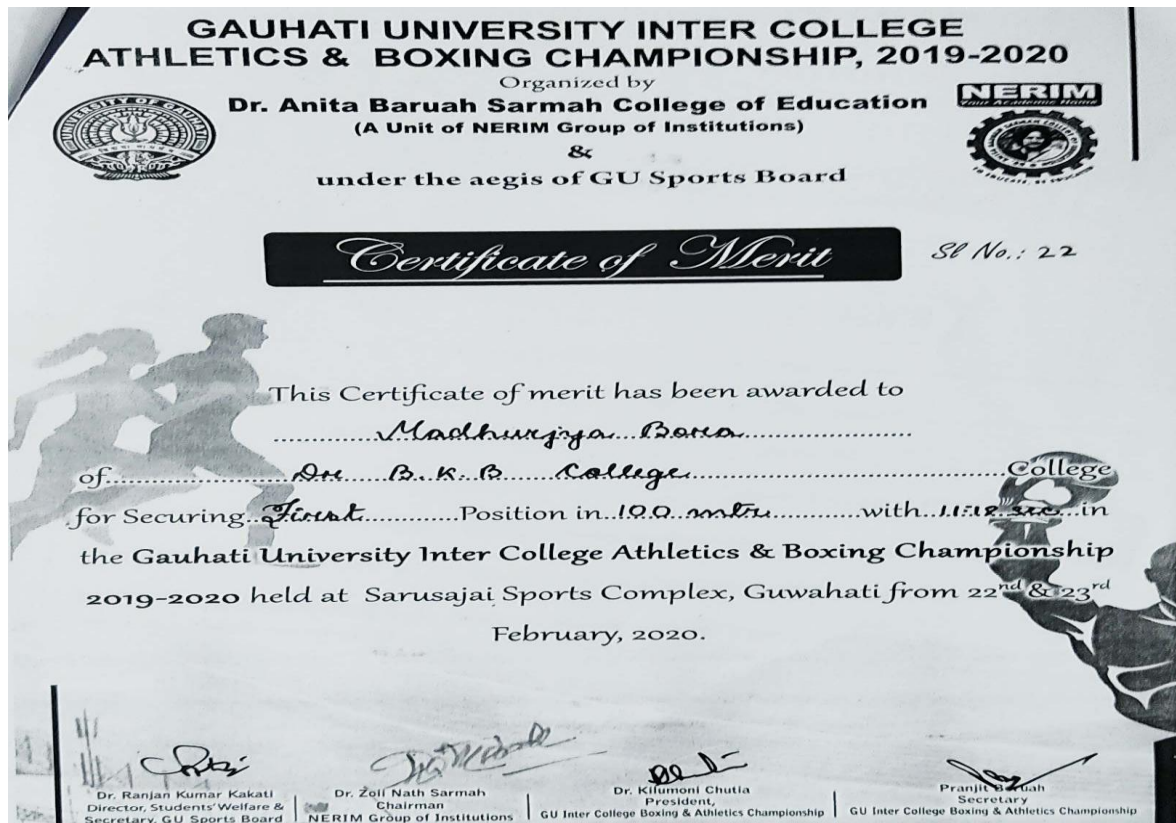 GAUHATI UNIVERSITY INTER COLLEGE
ATHLETICS & BOXING CHAMPIONSHIP, 2019-2020
Organized by
Dr. Anita Baruah Sarmah College of Education
(A Unit of NERIM Group of Institutions)
&
under the aegis of GU Sports Board
UNIVERSITY OF GAUHATI
NERIM
Your Academic Home
Certificate of Merit
Sl No.: 22
This Certificate of merit has been awarded to
Madhurjya Bora
of Dr B.K.B College College
for Securing First Position in 100 mtr with 11.18 sec in
the Gauhati University Inter College Athletics & Boxing Championship
2019-2020 held at Sarusajai Sports Complex, Guwahati from 22nd & 23rd
February, 2020.
Dr. Ranjan Kumar Kakati
Director, Students' Welfare &
Secretary, GU Sports Board
Dr. Zoii Nath Sarmah
Chairman
NERIM Group of Institutions
Dr. Kilumoni Chutia
President,
GU Inter College Boxing & Athletics Championship
Pranjit Baruah
Secretary
GU Inter College Boxing & Athletics Championship